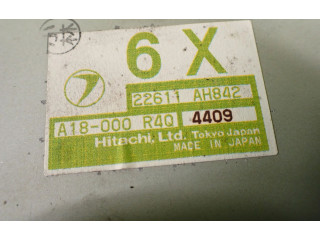 6 X
22611 AH842
A18-000 R4Q 4409
Hitachi, Ltd. Tokyo Japan
MADE IN JAPAN